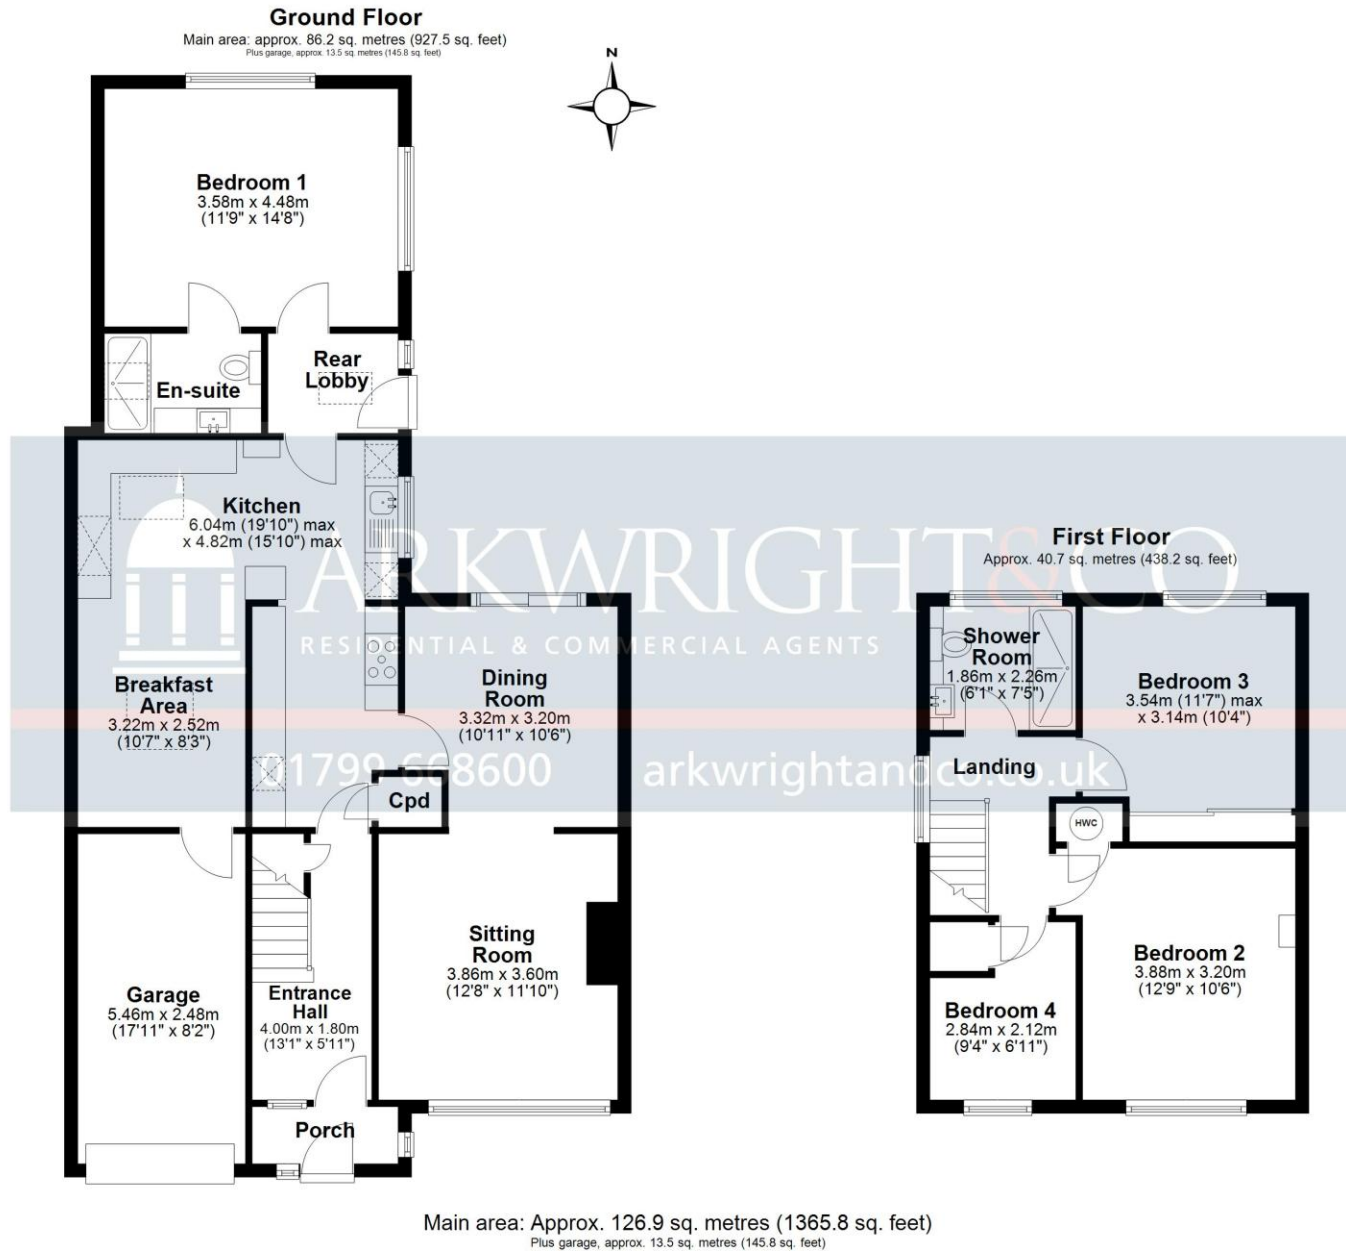 Ground Floor
Main area: approx. 86.2 sq. metres (927.5 sq. feet)
Plus garage, approx. 13.5 sq. metres (145.8 sq. feet)
N
Bedroom 1
3.58m x 4.48m
(11'9" x 14'8")
Rear
Lobby
En-suite
Kitchen
6.04m (19'10") max
x 4.82m (15'10") max
ARKWRIGHT&CO
RESIDENTIAL & COMMERCIAL AGENTS
01799 668600
arkwrightandco.co.uk
Breakfast
Area
3.22m x 2.52m
(10'7" x 8'3")
Dining
Room
3.32m x 3.20m
(10'11" x 10'6")
Cpd
Sitting
Room
3.86m x 3.60m
(12'8" x 11'10")
Garage
5.46m x 2.48m
(17'11" x 8'2")
Entrance
Hall
4.00m x 1.80m
(13'1" x 5'11")
Porch
First Floor
Approx. 40.7 sq. metres (438.2 sq. feet)
Shower
Room
1.86m x 2.26m
(6'1" x 7'5")
Bedroom 3
3.54m (11'7") max
x 3.14m (10'4")
Landing
HWC
Bedroom 2
3.88m x 3.20m
(12'9" x 10'6")
Bedroom 4
2.84m x 2.12m
(9'4" x 6'11")
Main area: Approx. 126.9 sq. metres (1365.8 sq. feet)
Plus garage, approx. 13.5 sq. metres (145.8 sq. feet)